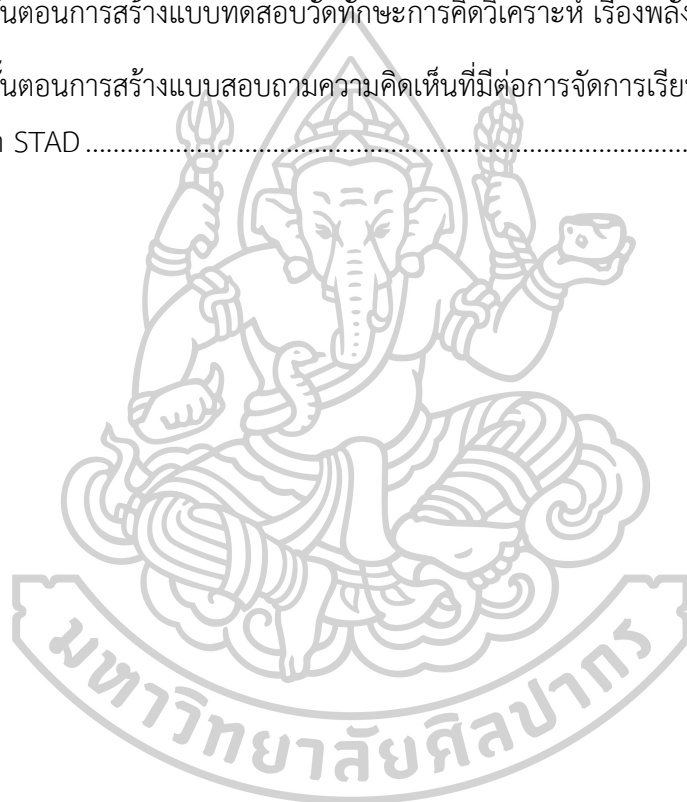 นตอนการสร้างแบบทดสอบวัดทักษะการคิดวิเคราะห์ เรื่องพลัง
ั้นตอนการสร้างแบบสอบถามความคิดเห็นที่มีต่อการจัดการเรีย
STAD ........................................................................................
มหาวิทยาลัยศิลปากร